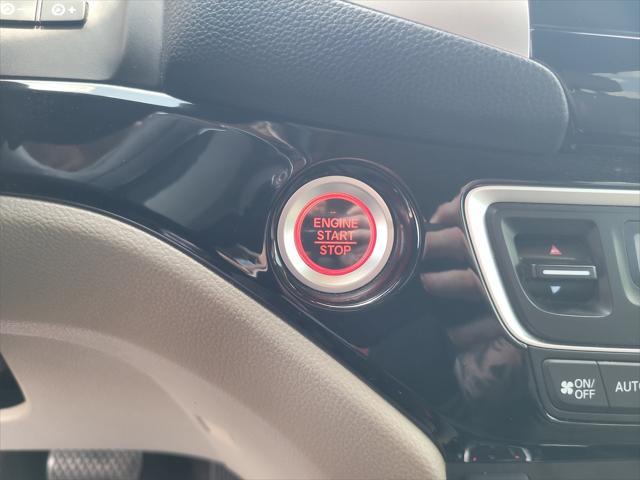 ENGINE
START
STOP
ON/
OFF
AUTO